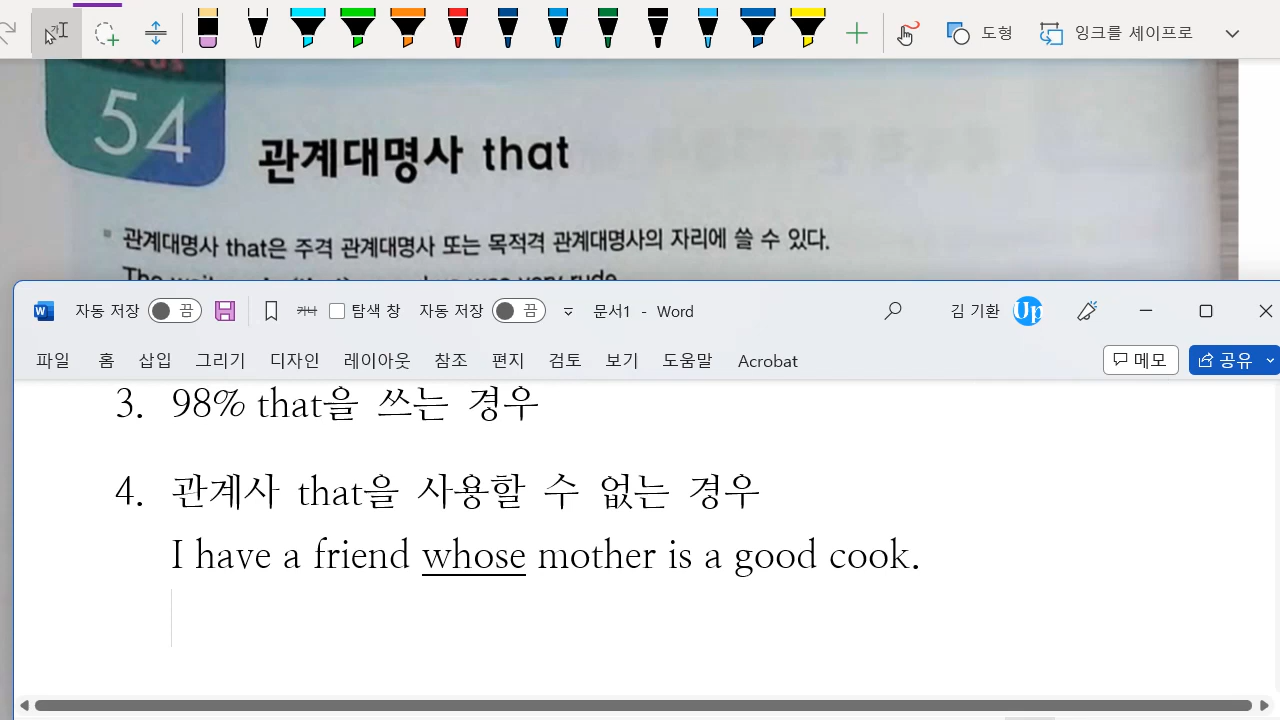 도형
잉크를 셰이프로
54
관계대명사 that
관계대명사 that은 주격 관계대명사 또는 목적격 관계대명사의 자리에 쓸 수 있다.
자동 저장 끔 탐색 창 자동 저장 끔 문서1 - Word 김 기환 Up
파일 홈 삽입 그리기 디자인 레이아웃 참조 편지 검토 보기 도움말 Acrobat 메모 공유
3. 98% that을 쓰는 경우
4. 관계사 that을 사용할 수 없는 경우
I have a friend whose mother is a good cook.